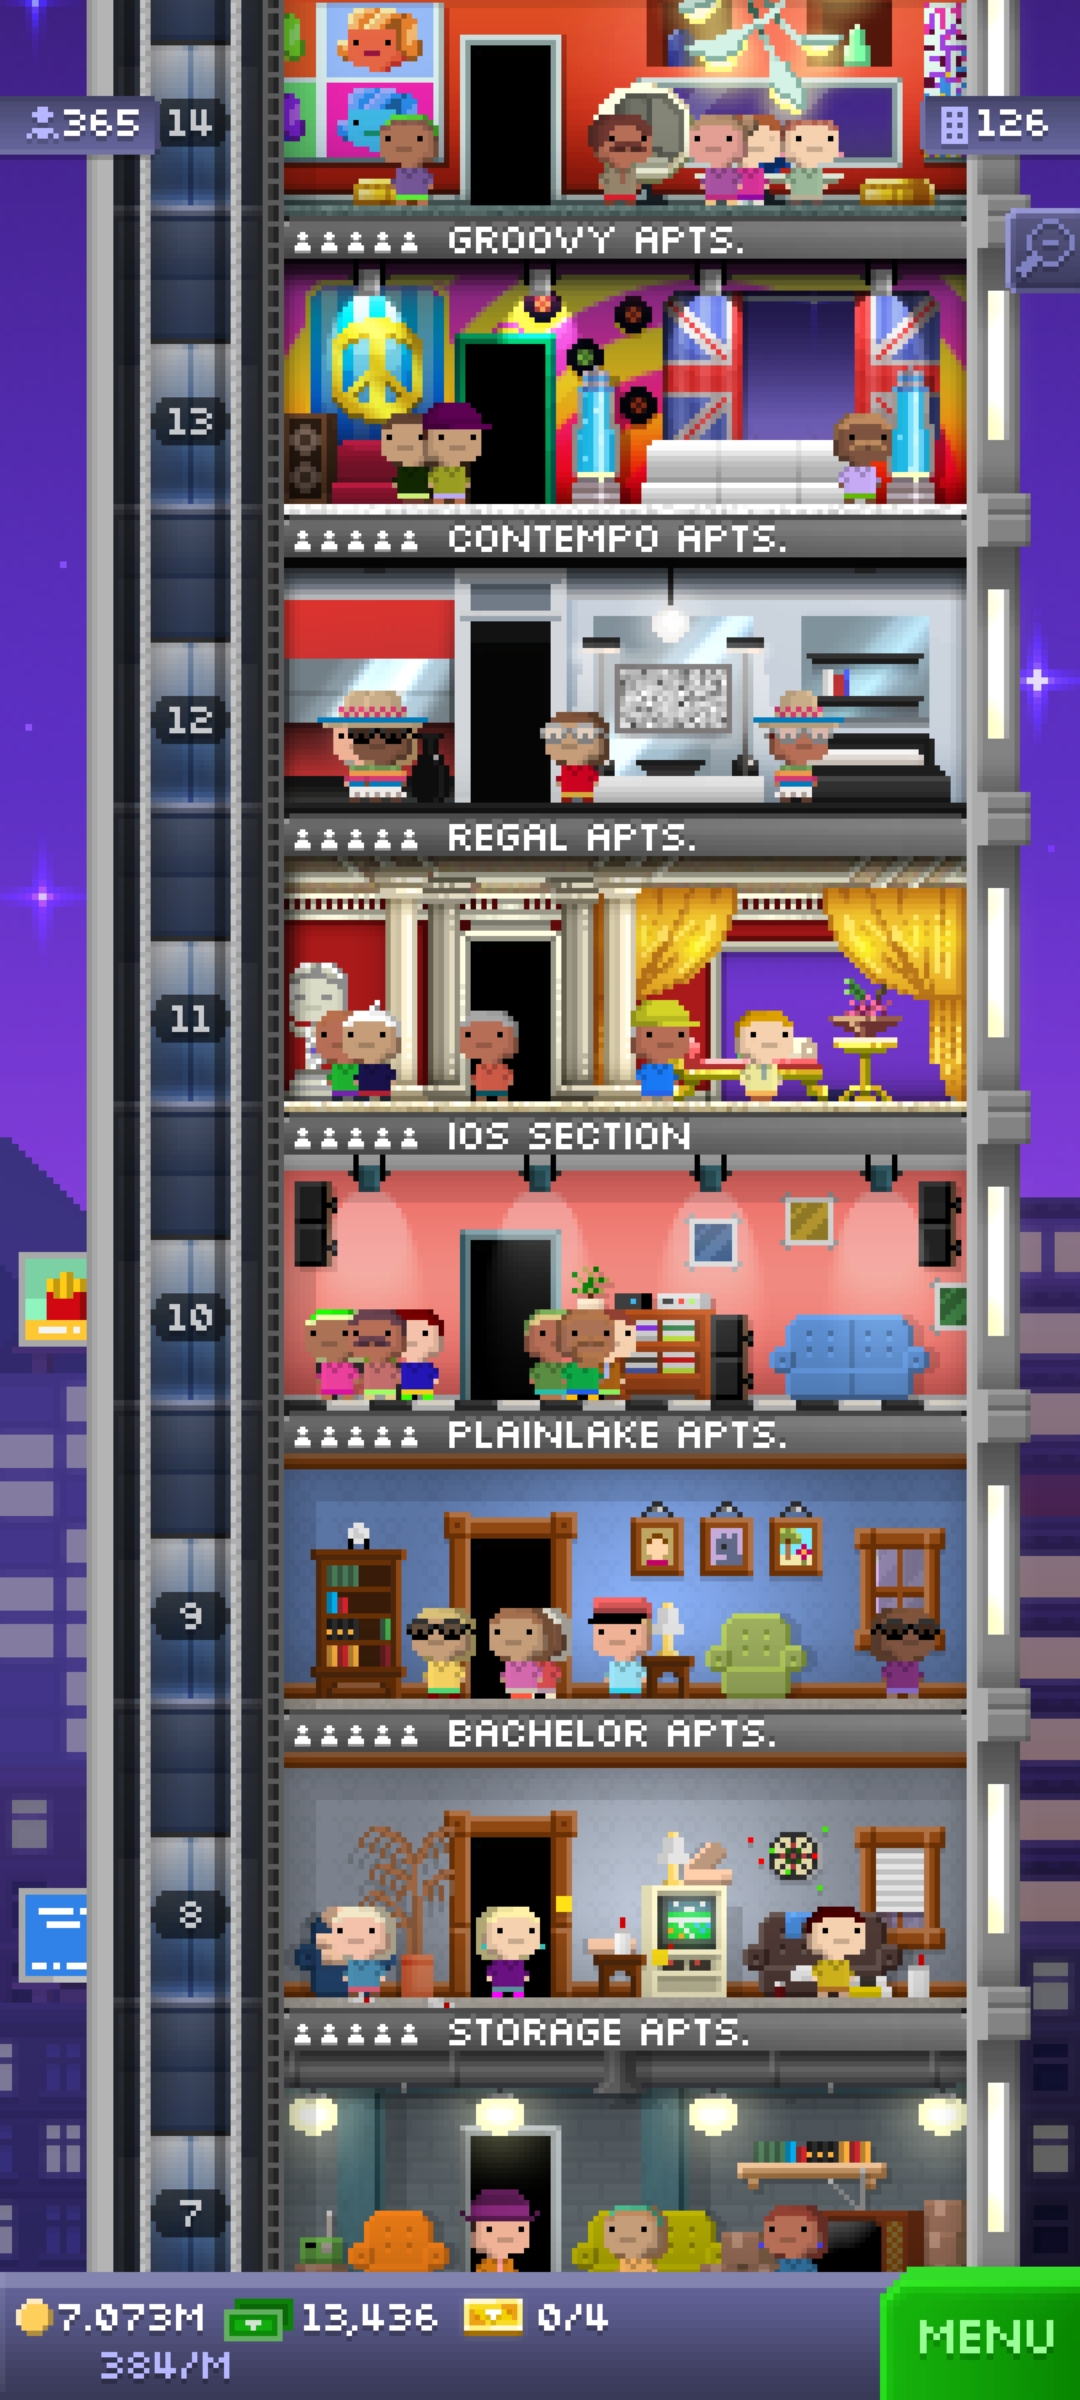 365
14
126
GROOVY APTS.
13
CONTEMPO APTS.
12
REGAL APTS.
11
IOS SECTION
10
PLAINLAKE APTS.
9
BACHELOR APTS.
8
STORAGE APTS.
7
7.073M 13,436 0/4
384/M
MENU